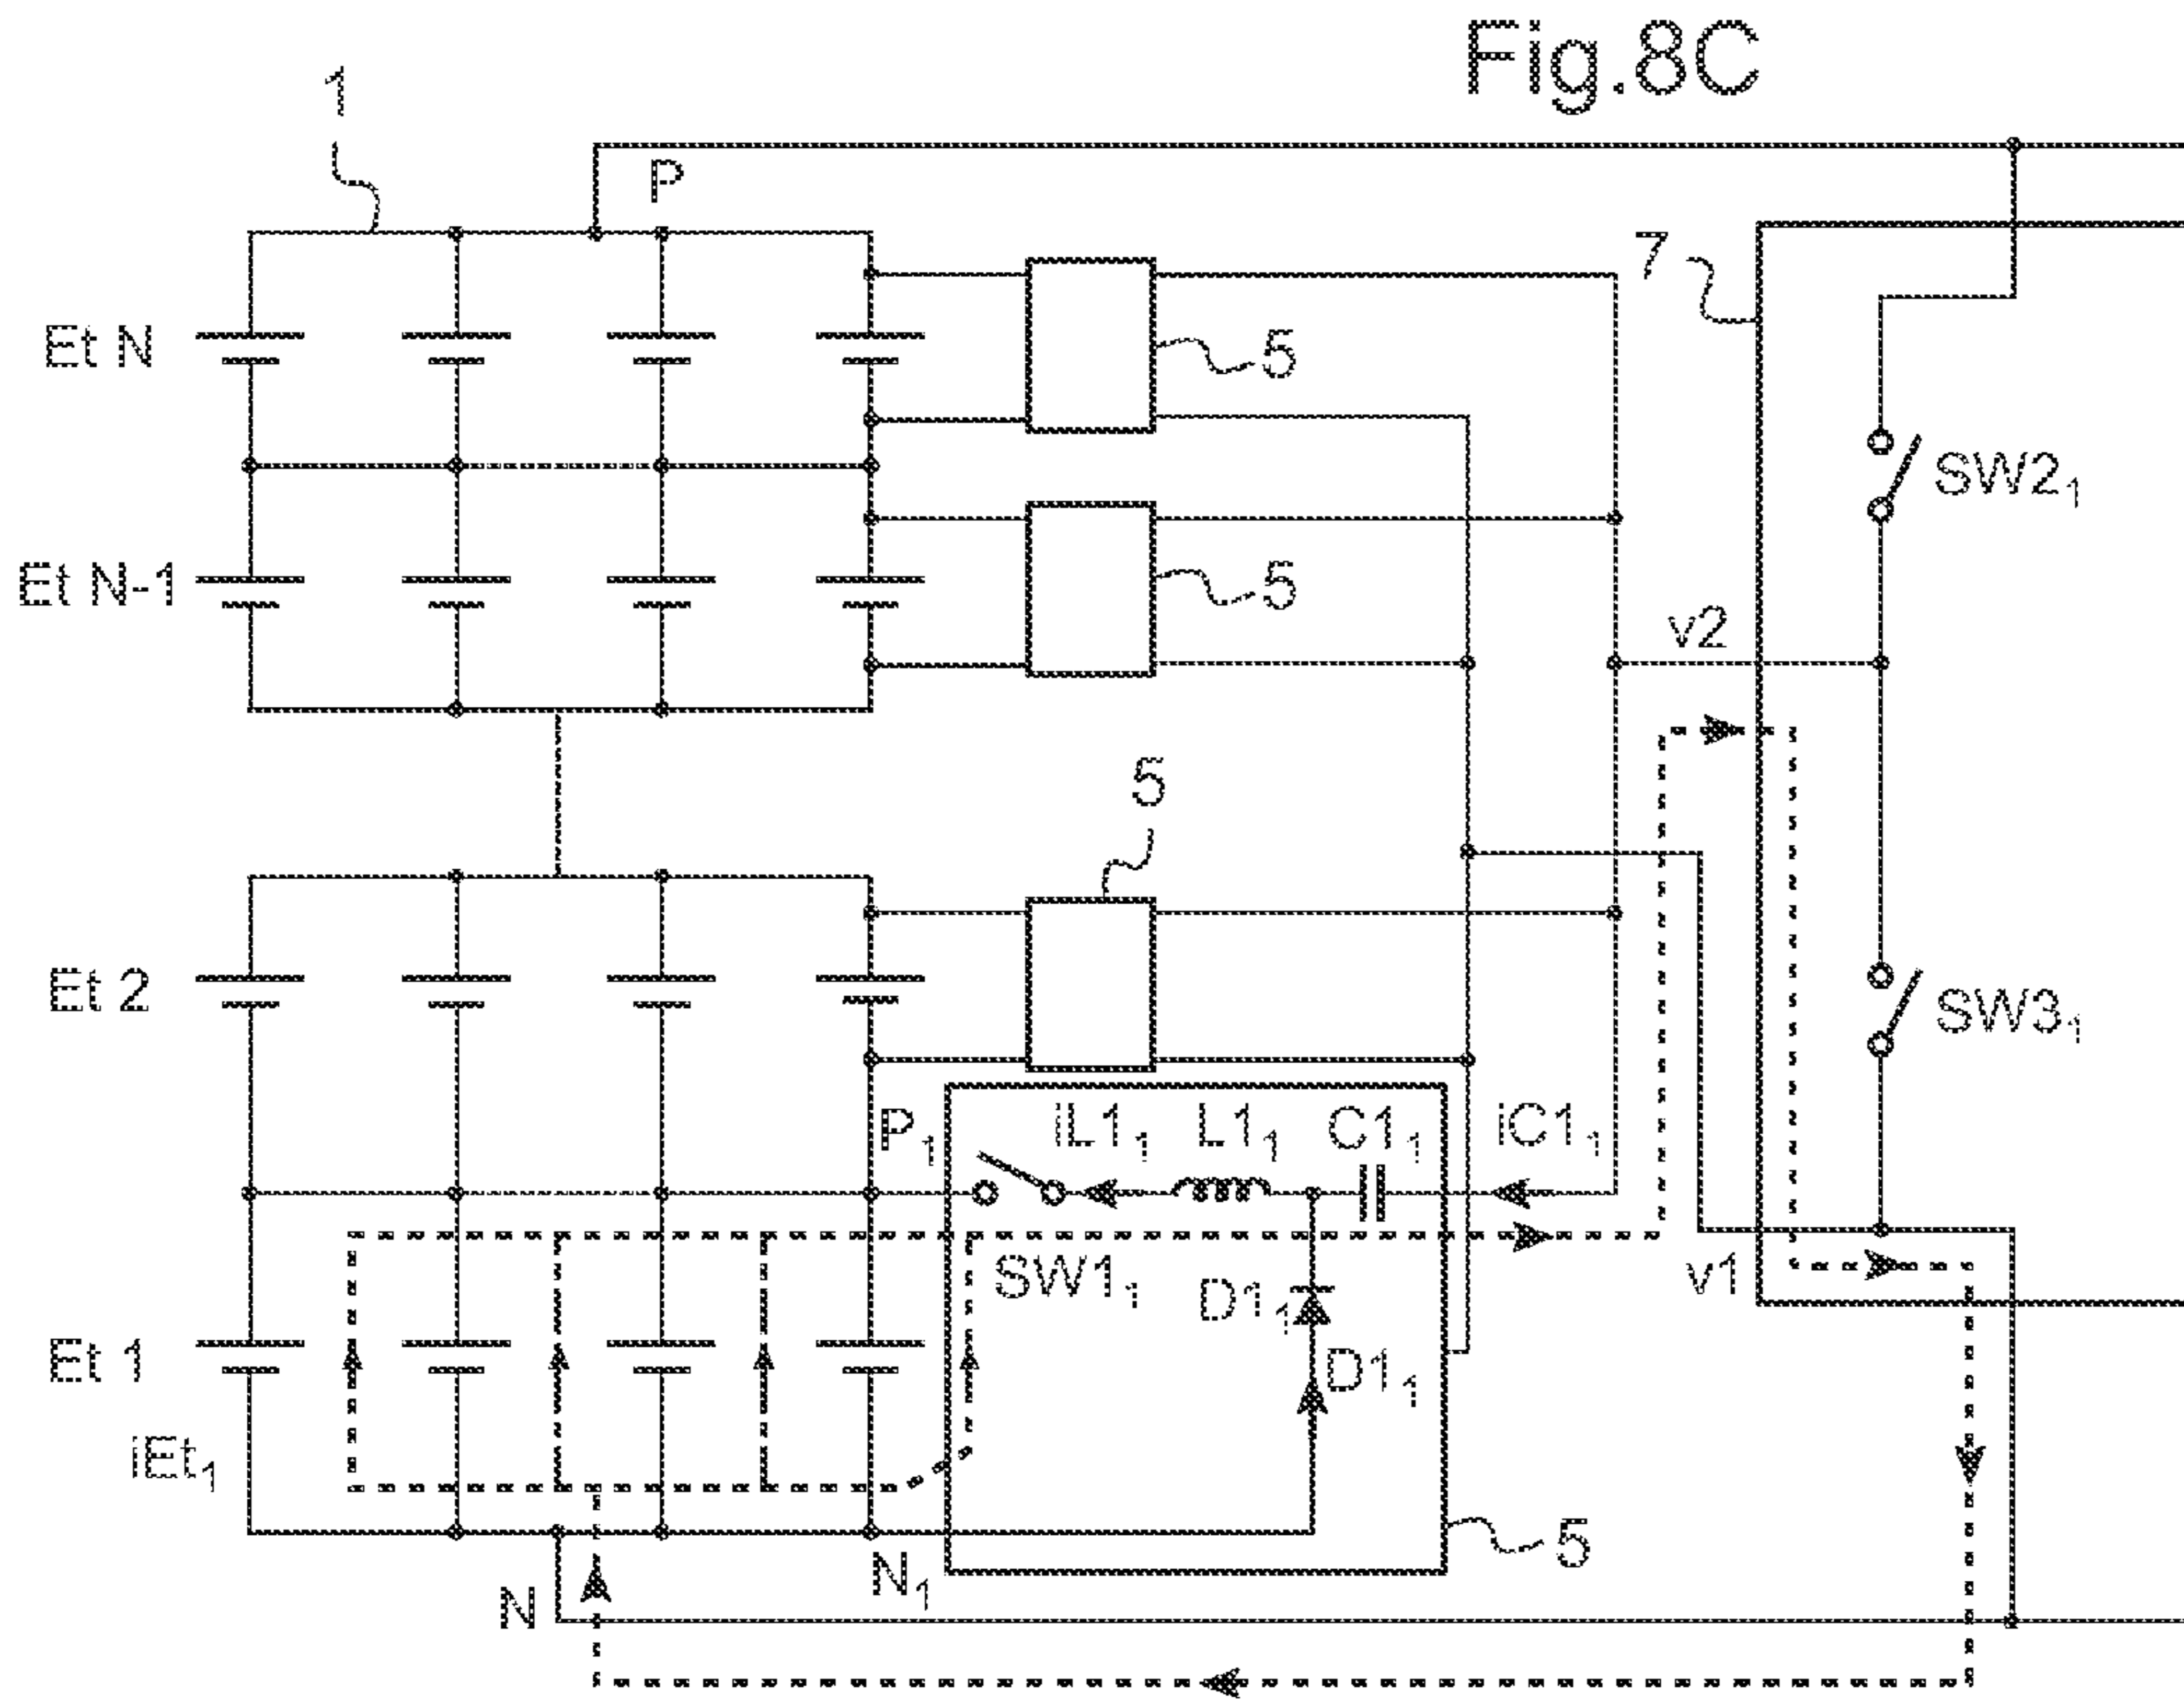 Fig.8C
1
P
7
Et N
5
SW2₁
Et N-1
5
v2
5
Et 2
SW3₁
P₁
iL1₁
L1₁
C1₁
iC1₁
SW1₁
D1₁
v1
Et 1
D1₁
iEt₁
N
N₁
5